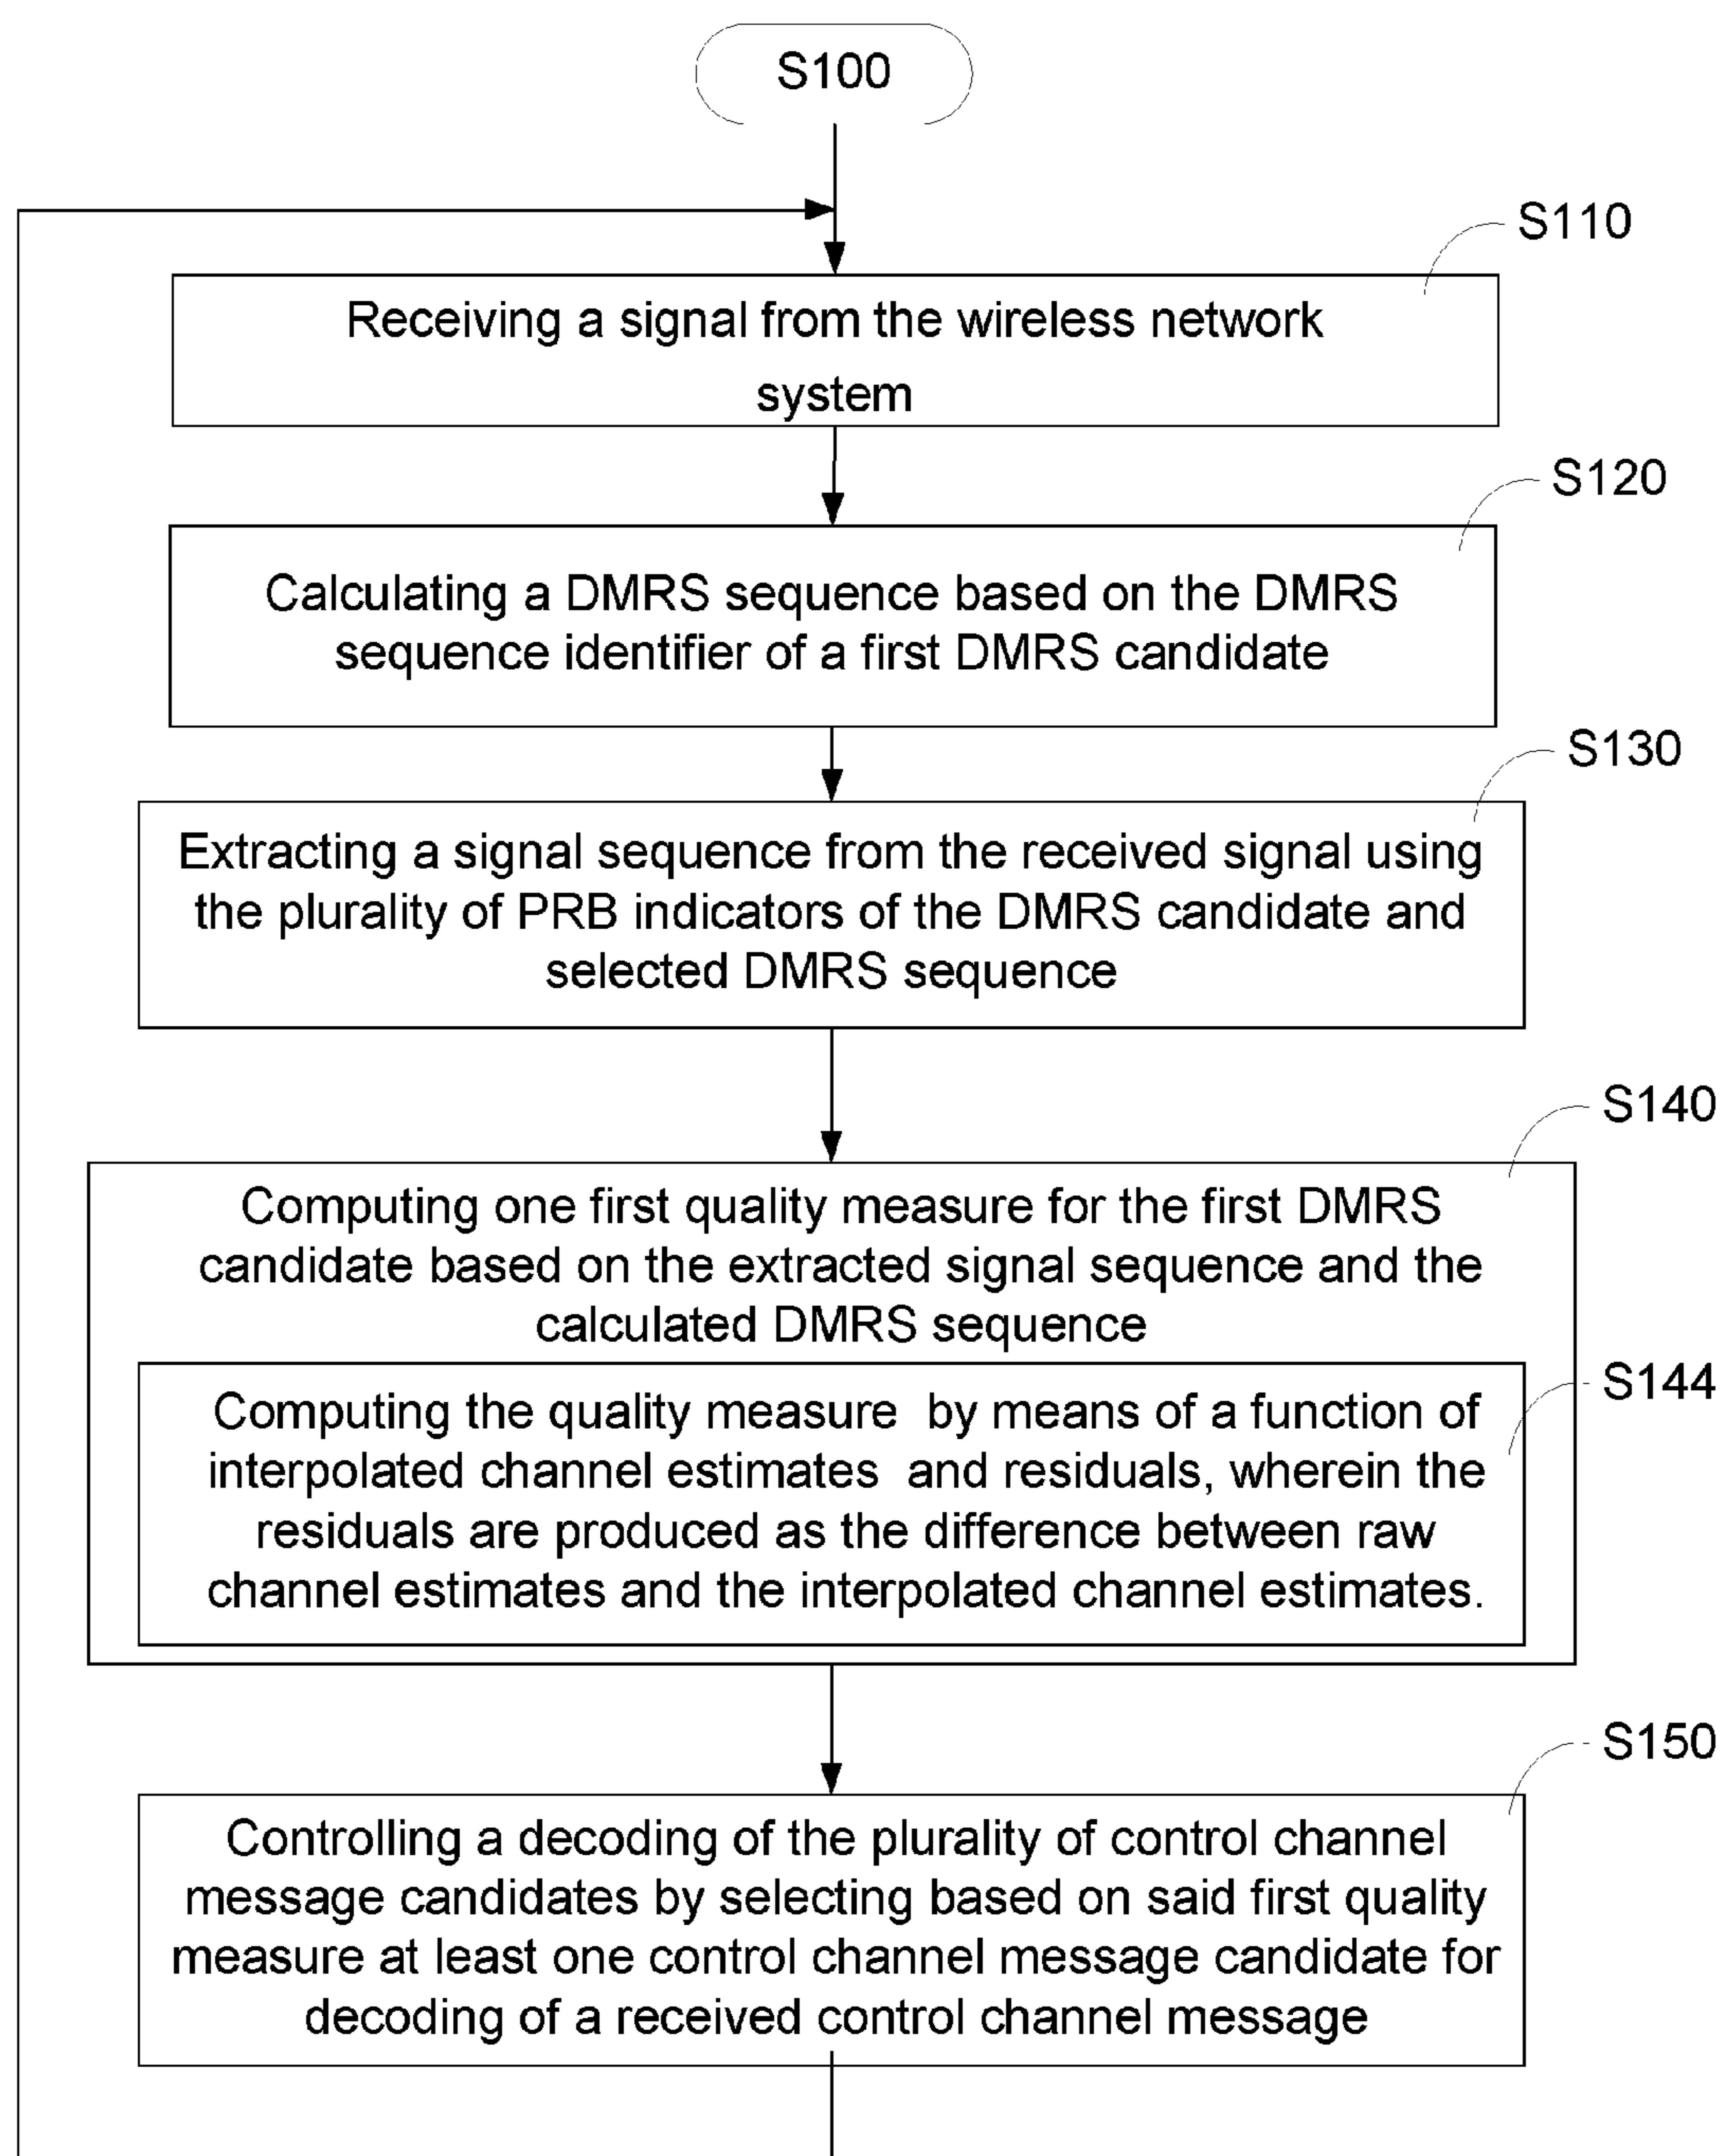 S100
S110
Receiving a signal from the wireless network
system
S120
Calculating a DMRS sequence based on the DMRS
sequence identifier of a first DMRS candidate
S130
Extracting a signal sequence from the received signal using
the plurality of PRB indicators of the DMRS candidate and
selected DMRS sequence
S140
Computing one first quality measure for the first DMRS
candidate based on the extracted signal sequence and the
calculated DMRS sequence
S144
Computing the quality measure by means of a function of
interpolated channel estimates and residuals, wherein the
residuals are produced as the difference between raw
channel estimates and the interpolated channel estimates.
S150
Controlling a decoding of the plurality of control channel
message candidates by selecting based on said first quality
measure at least one control channel message candidate for
decoding of a received control channel message